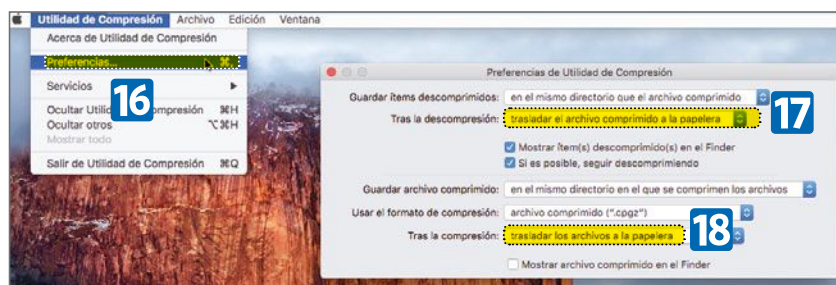 Utilidad de Compresión Archivo Edición Ventana
Acerca de Utilidad de Compresión
Preferencias... ⌘,
Servicios
Ocultar Utilidad de Compresión ⌘H
Ocultar otros ⌥⌘H
Mostrar todo
Salir de Utilidad de Compresión ⌘Q
16
Preferencias de Utilidad de Compresión
Guardar ítems descomprimidos: en el mismo directorio que el archivo comprimido
Tras la descompresión: trasladar el archivo comprimido a la papelera
17
Mostrar ítem(s) descomprimido(s) en el Finder
Si es posible, seguir descomprimiendo
Guardar archivo comprimido: en el mismo directorio en el que se comprimen los archivos
Usar el formato de compresión: archivo comprimido (".cpgz")
Tras la compresión: trasladar los archivos a la papelera
18
Mostrar archivo comprimido en el Finder